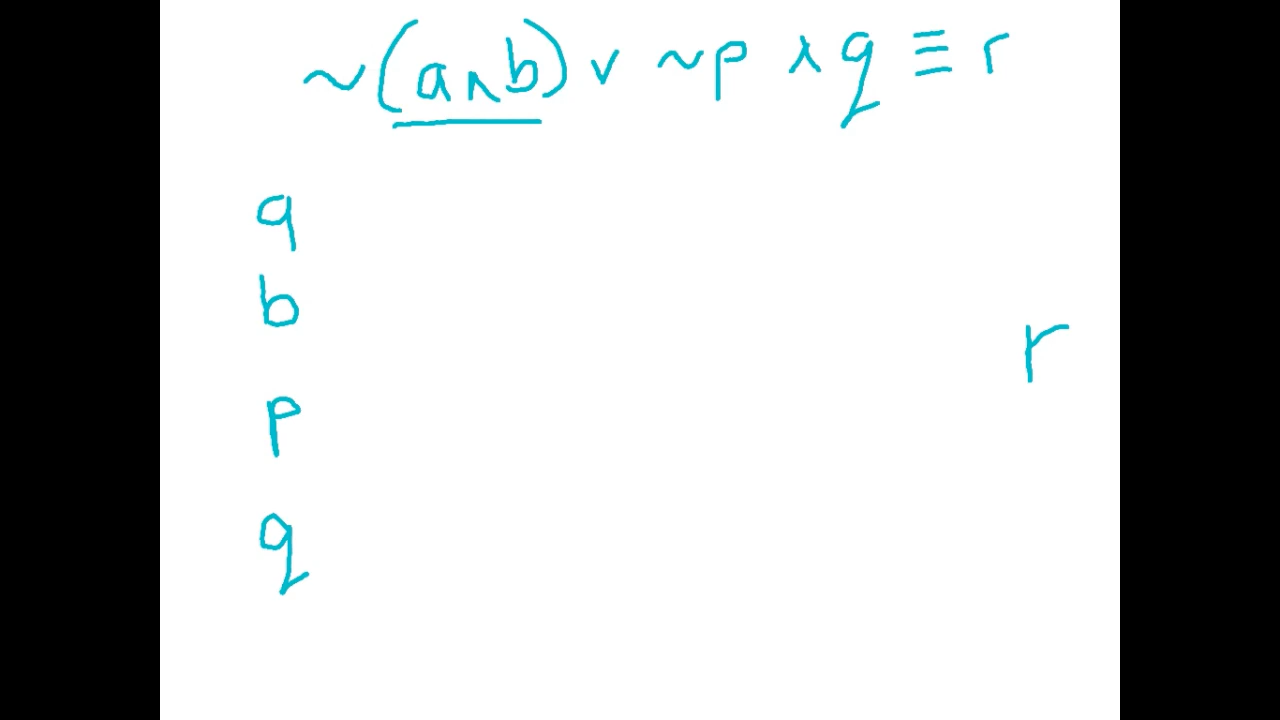 ~(a∧b) ∨ ~p ∧ q ≡ r
a
b
r
p
q